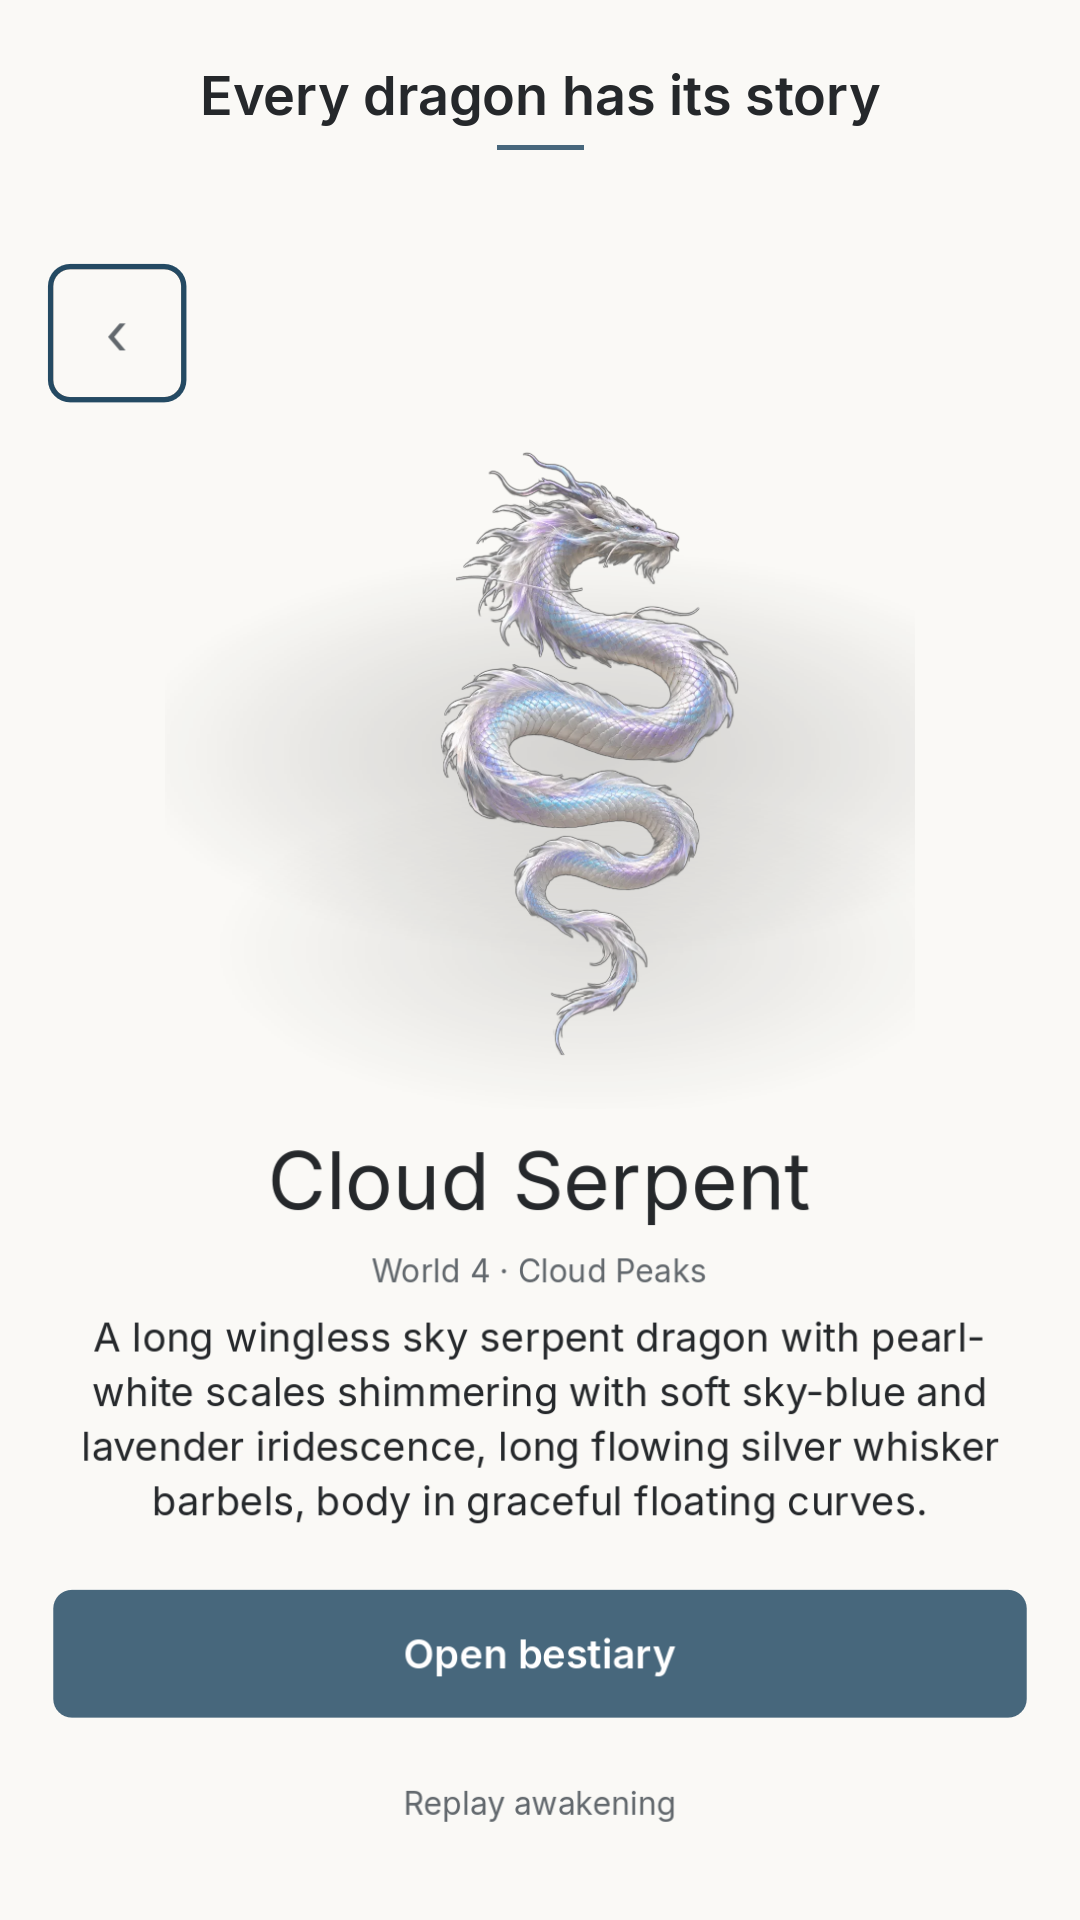 Every dragon has its story
‹
Cloud Serpent
World 4 · Cloud Peaks
A long wingless sky serpent dragon with pearl-
white scales shimmering with soft sky-blue and
lavender iridescence, long flowing silver whisker
barbels, body in graceful floating curves.
Open bestiary
Replay awakening